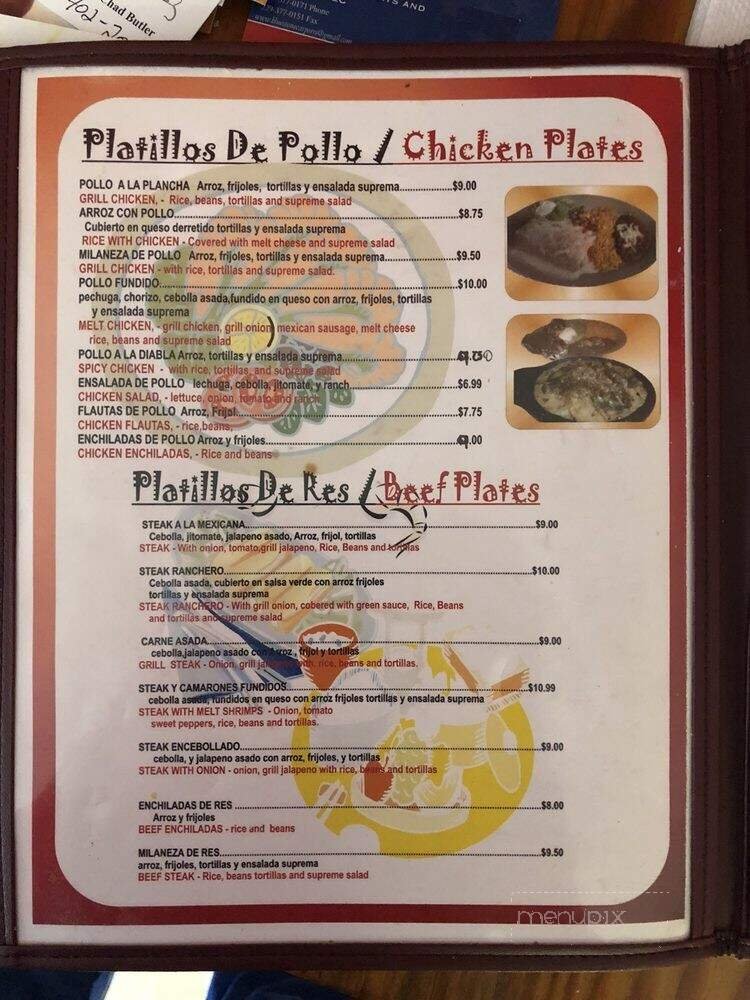 Chad Butler
377-0171 Phone
229-377-0151 Fax
Platillos De Pollo / Chicken Plates
POLLO A LA PLANCHA Arroz, frijoles, tortillas y ensalada suprema.....................$9.00
GRILL CHICKEN, - Rice, beans, tortillas and supreme salad
ARROZ CON POLLO.....................$8.75
Cubierto en queso derretido tortillas y ensalada suprema
RICE WITH CHICKEN - Covered with melt cheese and supreme salad
MILANEZA DE POLLO Arroz, frijoles, tortillas y ensalada suprema.....................$9.50
GRILL CHICKEN - with rice, tortillas and supreme salad.
POLLO FUNDIDO.....................$10.00
pechuga, chorizo, cebolla asada,fundido en queso con arroz, frijoles, tortillas
y ensalada suprema
MELT CHICKEN, - grill chicken, grill onion, mexican sausage, melt cheese
rice, beans and supreme salad
POLLO A LA DIABLA Arroz, tortillas y ensalada suprema.....................
SPICY CHICKEN - with rice, tortillas, and supreme salad
ENSALADA DE POLLO lechuga, cebolla, jitomate, y ranch.....................$6.99
CHICKEN SALAD, - lettuce, onion, tomato and ranch
FLAUTAS DE POLLO Arroz, Frijol.....................$7.75
CHICKEN FLAUTAS, - rice,beans,
ENCHILADAS DE POLLO Arroz y frijoles.....................9.00
CHICKEN ENCHILADAS, - Rice and beans
Platillos De Res / Beef Plates
STEAK A LA MEXICANA.....................$9.00
Cebolla, jitomate, jalapeno asado, Arroz, frijol, tortillas
STEAK - With onion, tomato,grill jalapeno, Rice, Beans and tortillas
STEAK RANCHERO.....................$10.00
Cebolla asada, cubierto en salsa verde con arroz frijoles
tortillas y ensalada suprema
STEAK RANCHERO - With grill onion, cobered with green sauce, Rice, Beans
and tortillas and supreme salad
CARNE ASADA.....................$9.00
cebolla,jalapeno asado con Arroz , frijol y tortillas
GRILL STEAK - Onion, grill jalapeno with, rice, beans and tortillas.
STEAK Y CAMARONES FUNDIDOS.....................$10.99
cebolla asada, fundidos en queso con arroz frijoles tortillas y ensalada suprema
STEAK WITH MELT SHRIMPS - Onion, tomato
sweet peppers, rice, beans and tortillas.
STEAK ENCEBOLLADO.....................$9.00
cebolla, y jalapeno asado con arroz, frijoles, y tortillas
STEAK WITH ONION - onion, grill jalapeno with rice, beans and tortillas
ENCHILADAS DE RES.....................$8.00
Arroz y frijoles
BEEF ENCHILADAS - rice and beans
MILANEZA DE RES.....................$9.50
arroz, frijoles, tortillas y ensalada suprema
BEEF STEAK - Rice, beans tortillas and supreme salad
menupix